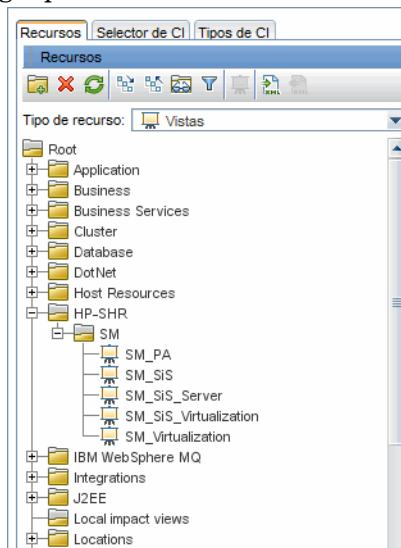 Recursos Selector de CI Tipos de CI
Recursos
XML XML
Tipo de recurso: Vistas
Root
Application
Business
Business Services
Cluster
Database
DotNet
Host Resources
HP-SHR
SM
SM_PA
SM_SiS
SM_SiS_Server
SM_SiS_Virtualization
SM_Virtualization
IBM WebSphere MQ
Integrations
J2EE
Local impact views
Locations